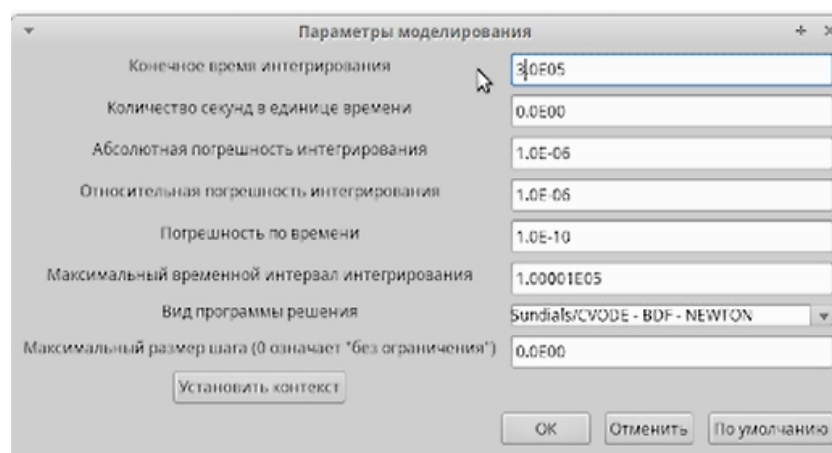 Параметры моделирования
Конечное время интегрирования 3.0E05
Количество секунд в единице времени 0.0E00
Абсолютная погрешность интегрирования 1.0E-06
Относительная погрешность интегрирования 1.0E-06
Погрешность по времени 1.0E-10
Максимальный временной интервал интегрирования 1.00001E05
Вид программы решения Sundials/CVODE - BDF - NEWTON
Максимальный размер шага (0 означает "без ограничения") 0.0E00
Установить контекст
OK Отменить По умолчанию